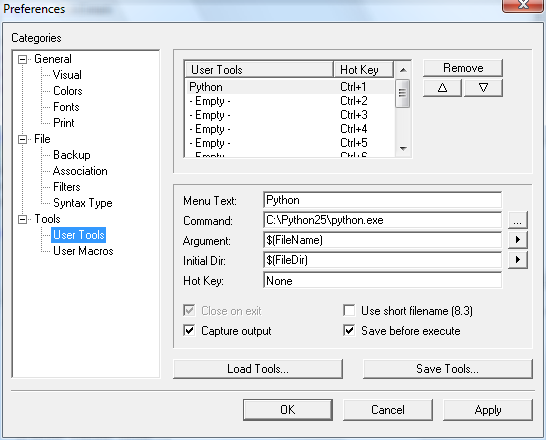 Preferences
Categories
General
Visual
Colors
Fonts
Print
File
Backup
Association
Filters
Syntax Type
Tools
User Tools
User Macros
User Tools Hot Key
Python Ctrl+1
- Empty - Ctrl+2
- Empty - Ctrl+3
- Empty - Ctrl+4
- Empty - Ctrl+5
- Empty - Ctrl+6
Remove
Menu Text: Python
Command: C:\Python25\python.exe ...
Argument: $(FileName)
Initial Dir: $(FileDir)
Hot Key: None
Close on exit Use short filename (8.3)
Capture output Save before execute
Load Tools... Save Tools...
OK Cancel Apply